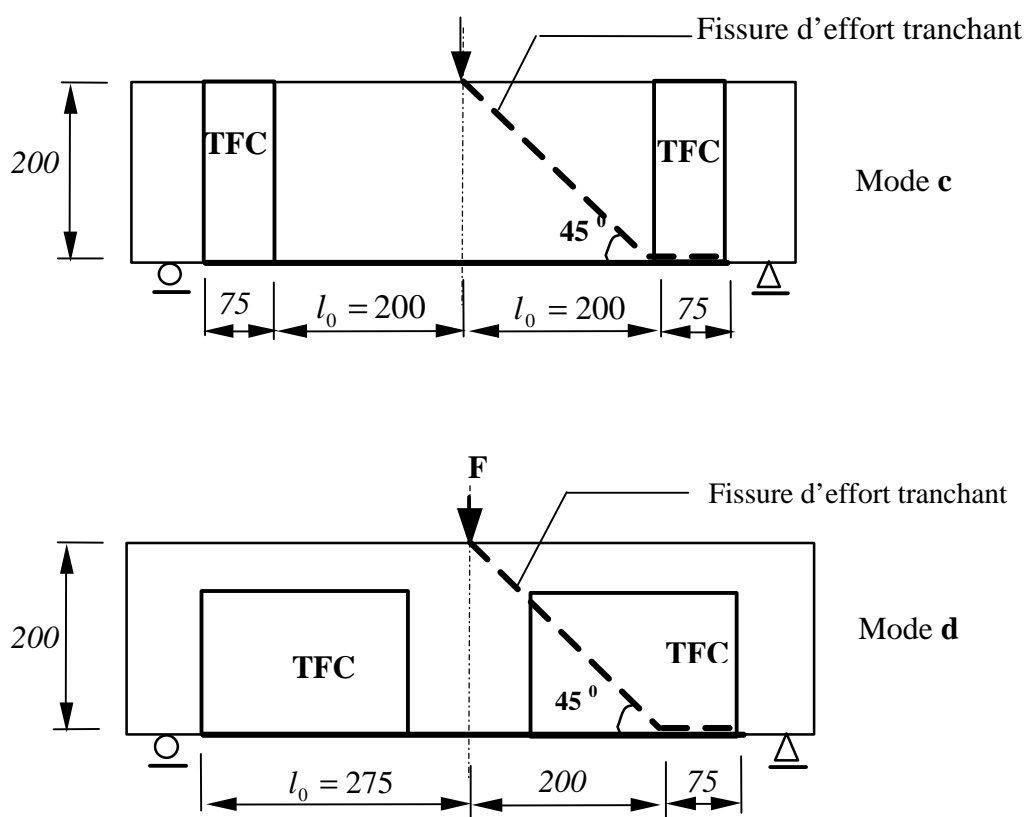 Fissure d’effort tranchant
TFC
TFC
200
Mode c
45 0
75
l0 = 200
l0 = 200
75
F
Fissure d’effort tranchant
200
Mode d
TFC
TFC
45 0
l0 = 275
200
75